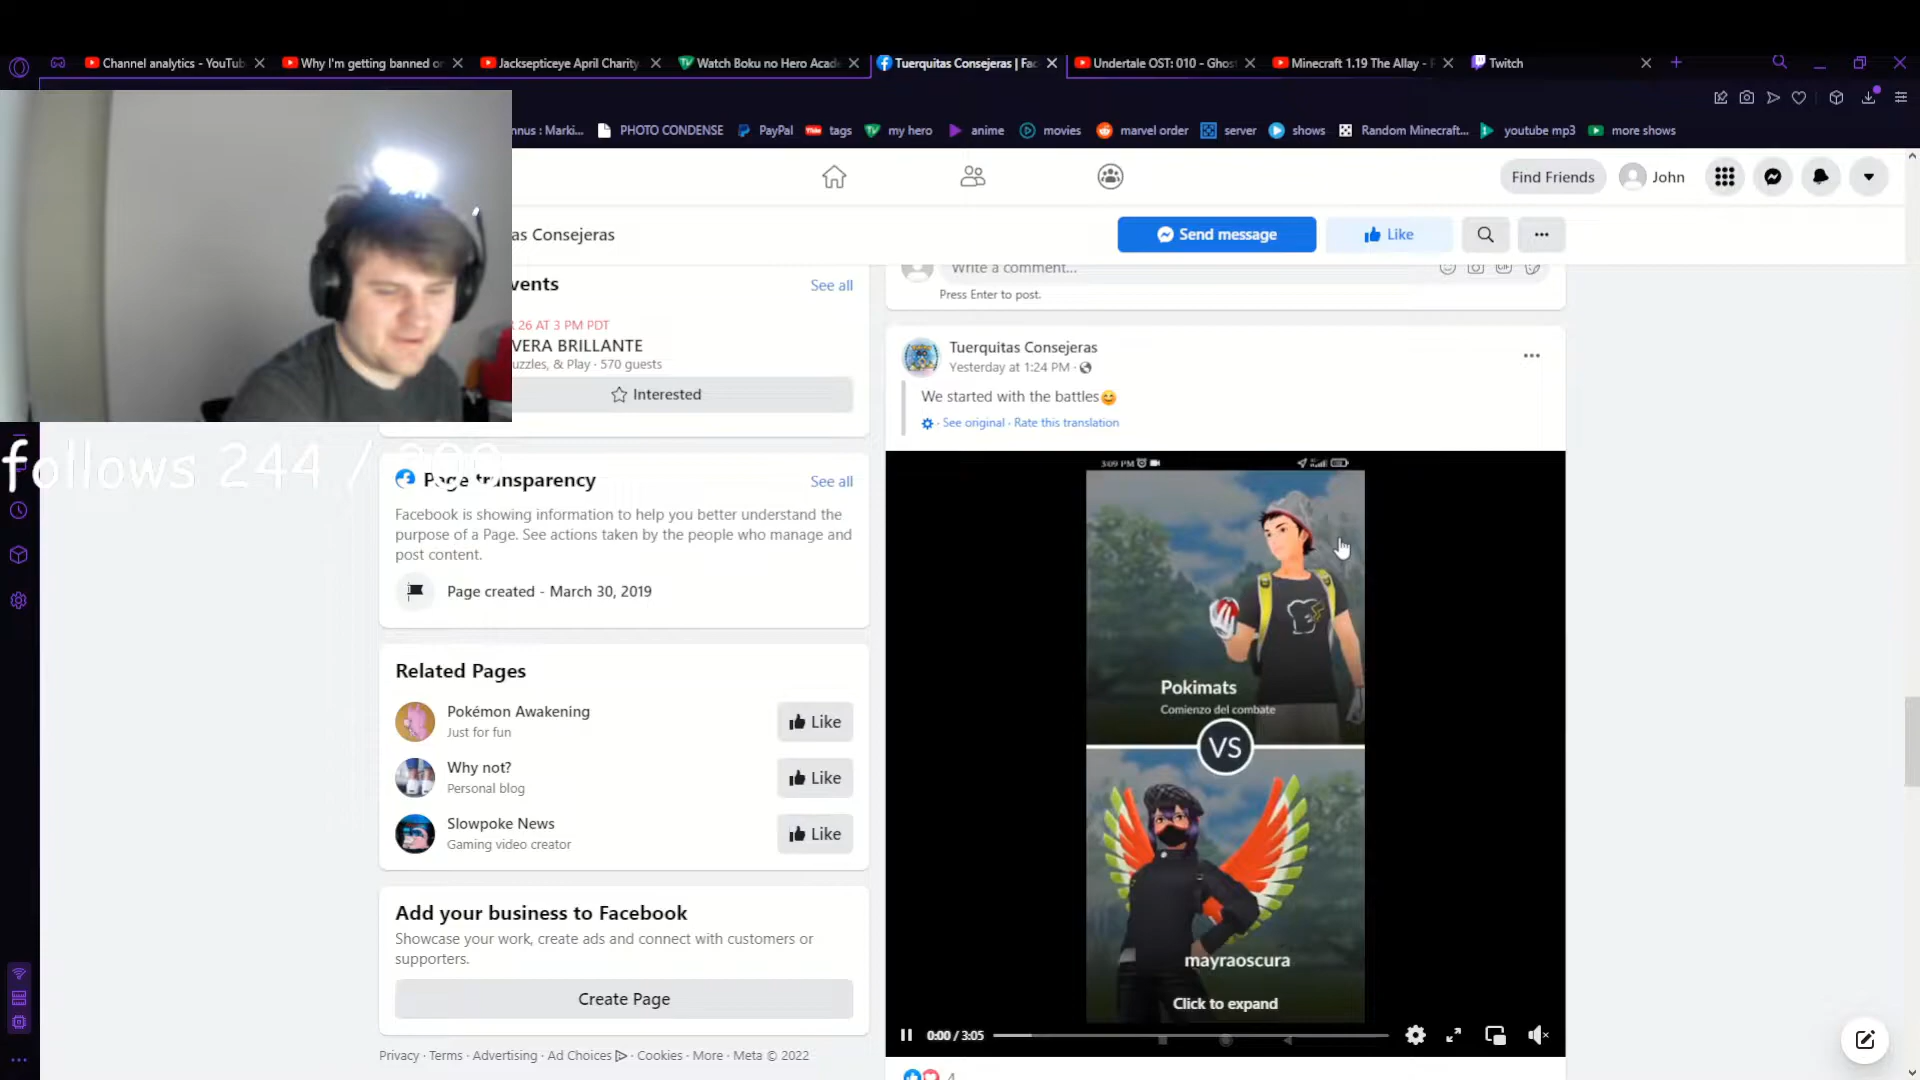 Channel analytics - YouTub
Why I'm getting banned o
Jacksepticeye April Charity
Watch Boku no Hero Aca
Tuerquitas Consejeras | Fa
Undertale OST: 010 - Ghos
Minecraft 1.19 The Allay -
Twitch
nnus : Marki...
PHOTO CONDENSE
PayPal
tags
my hero
anime
movies
marvel order
server
shows
Random Minecraft...
youtube mp3
more shows
Find Friends
John
as Consejeras
Send message
Like
vents
See all
26 AT 3 PM PDT
VERA BRILLANTE
uzzles, & Play · 570 guests
Interested
follows 244 /
Page transparency
See all
Facebook is showing information to help you better understand the
purpose of a Page. See actions taken by the people who manage and
post content.
Page created - March 30, 2019
Related Pages
Pokémon Awakening
Just for fun
Like
Why not?
Personal blog
Like
Slowpoke News
Gaming video creator
Like
Add your business to Facebook
Showcase your work, create ads and connect with customers or
supporters.
Create Page
Privacy · Terms · Advertising · Ad Choices · Cookies · More · Meta © 2022
Write a comment...
Press Enter to post.
Tuerquitas Consejeras
Yesterday at 1:24 PM ·
We started with the battles😊
· See original · Rate this translation
3:09 PM
Pokimats
Comienzo del combate
VS
mayraoscura
Click to expand
0:00 / 3:05
4